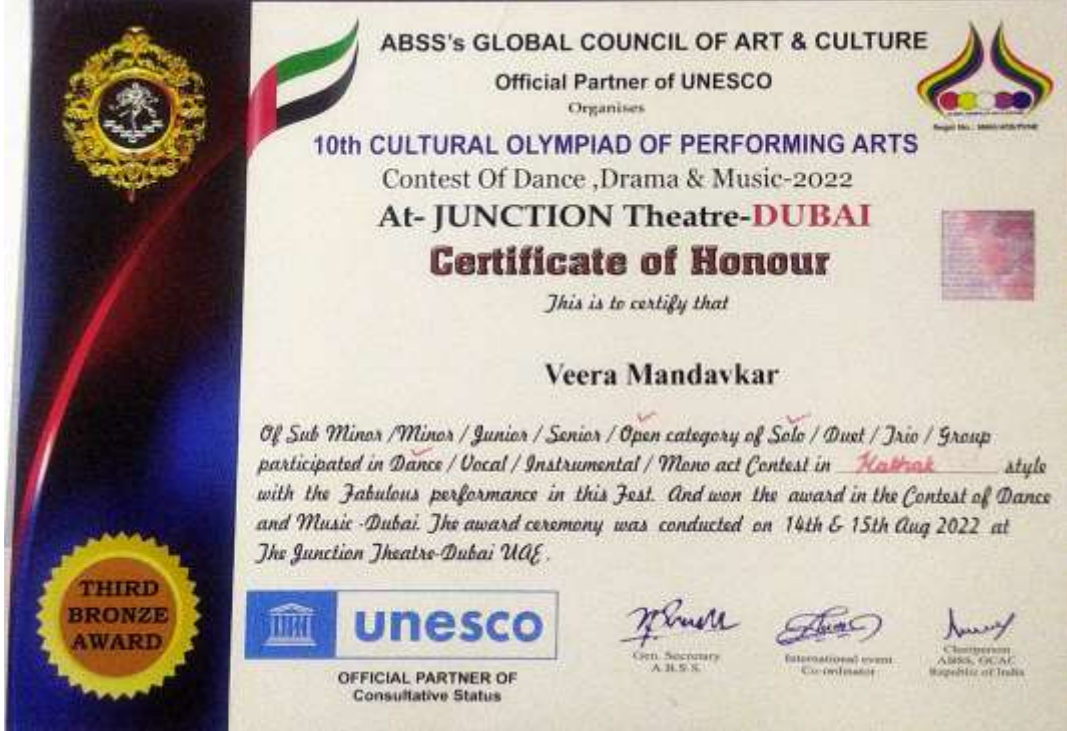 ABSS's GLOBAL COUNCIL OF ART & CULTURE
Official Partner of UNESCO
Organises
10th CULTURAL OLYMPIAD OF PERFORMING ARTS
Contest Of Dance ,Drama & Music-2022
At- JUNCTION Theatre-DUBAI
Certificate of Honour
This is to certify that
Veera Mandavkar
Of Sub Minor /Minor / Junior / Senior / Open category of Solo / Duet / Trio / Group
participated in Dance / Vocal / Instrumental / Mono act Contest in Kathak style
with the Fabulous performance in this Fest. And won the award in the Contest of Dance
and Music -Dubai. The award ceremony was conducted on 14th & 15th Aug 2022 at
The Junction Theatre-Dubai UAE.
THIRD
BRONZE
AWARD
unesco
OFFICIAL PARTNER OF
Consultative Status
Gen. Secretary
A.B.S.S.
International event
Co-ordinator
Chairperson
ABSS, GCAC
Republic of India